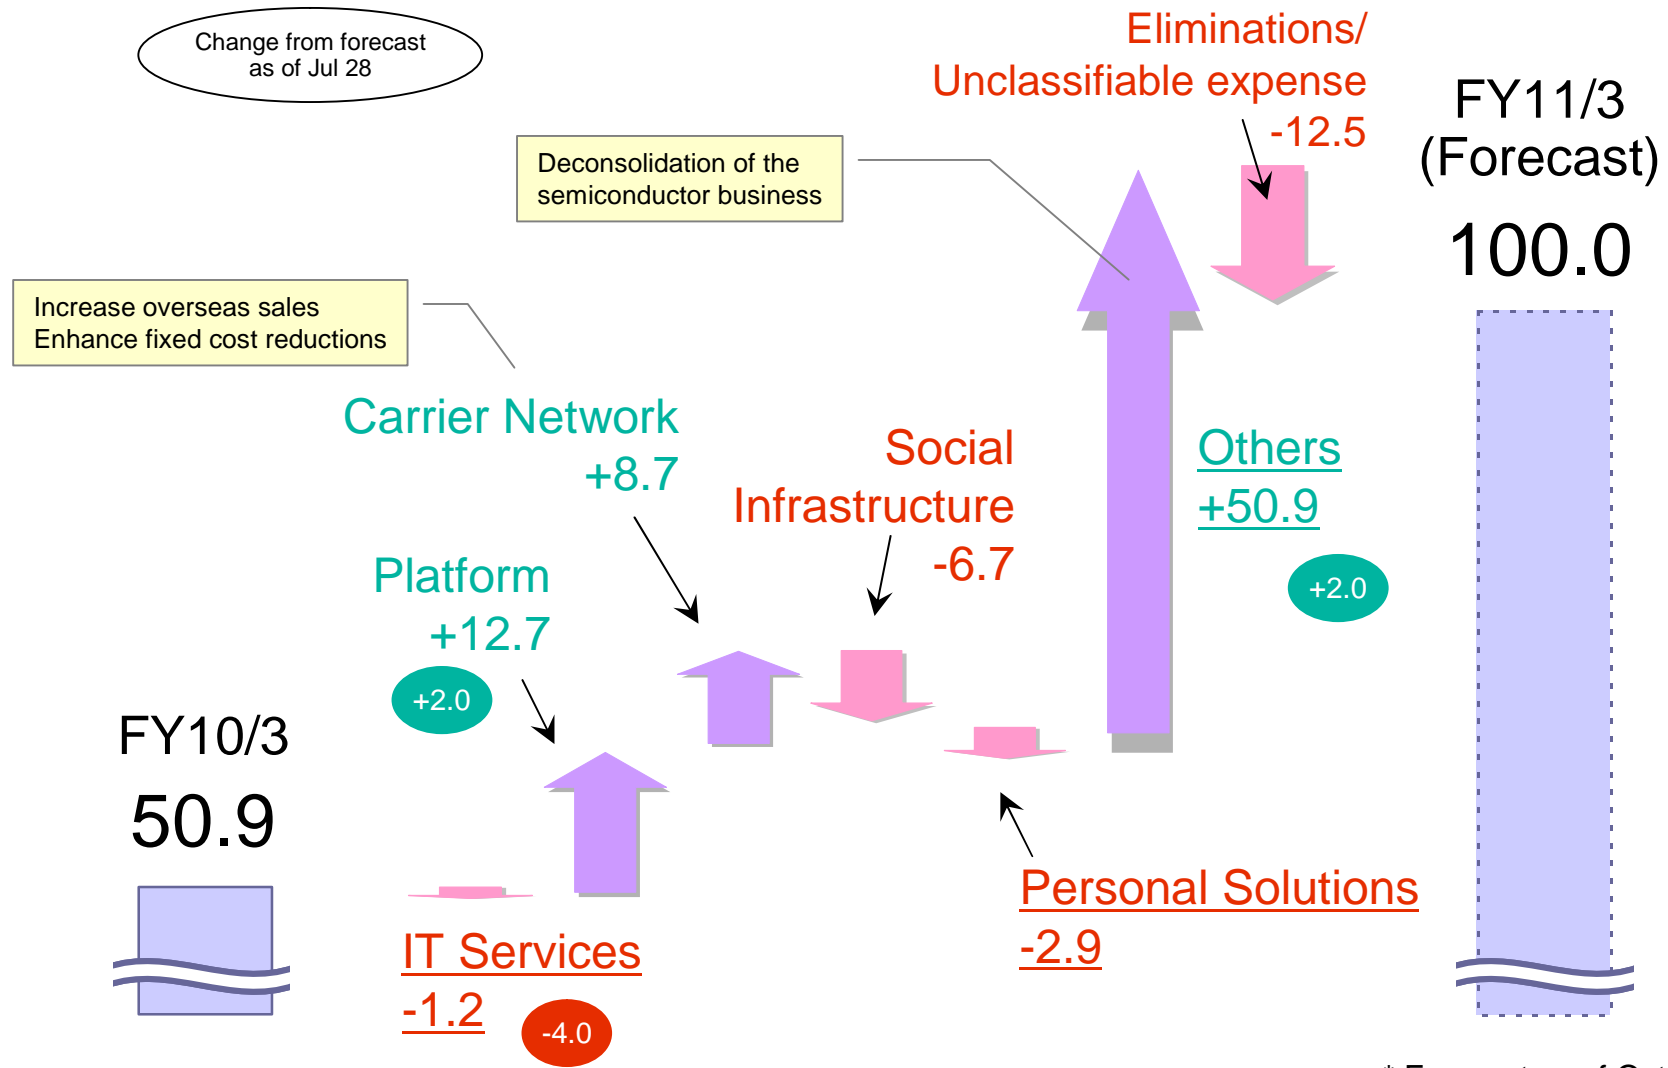 Change from forecast
as of Jul 28
Eliminations/
Unclassifiable expense
-12.5
FY11/3
(Forecast)
100.0
Deconsolidation of the
semiconductor business
Increase overseas sales
Enhance fixed cost reductions
Carrier Network
+8.7
Social
Infrastructure
-6.7
Others
+50.9
+2.0
Platform
+12.7
+2.0
FY10/3
50.9
Personal Solutions
-2.9
IT Services
-1.2
-4.0